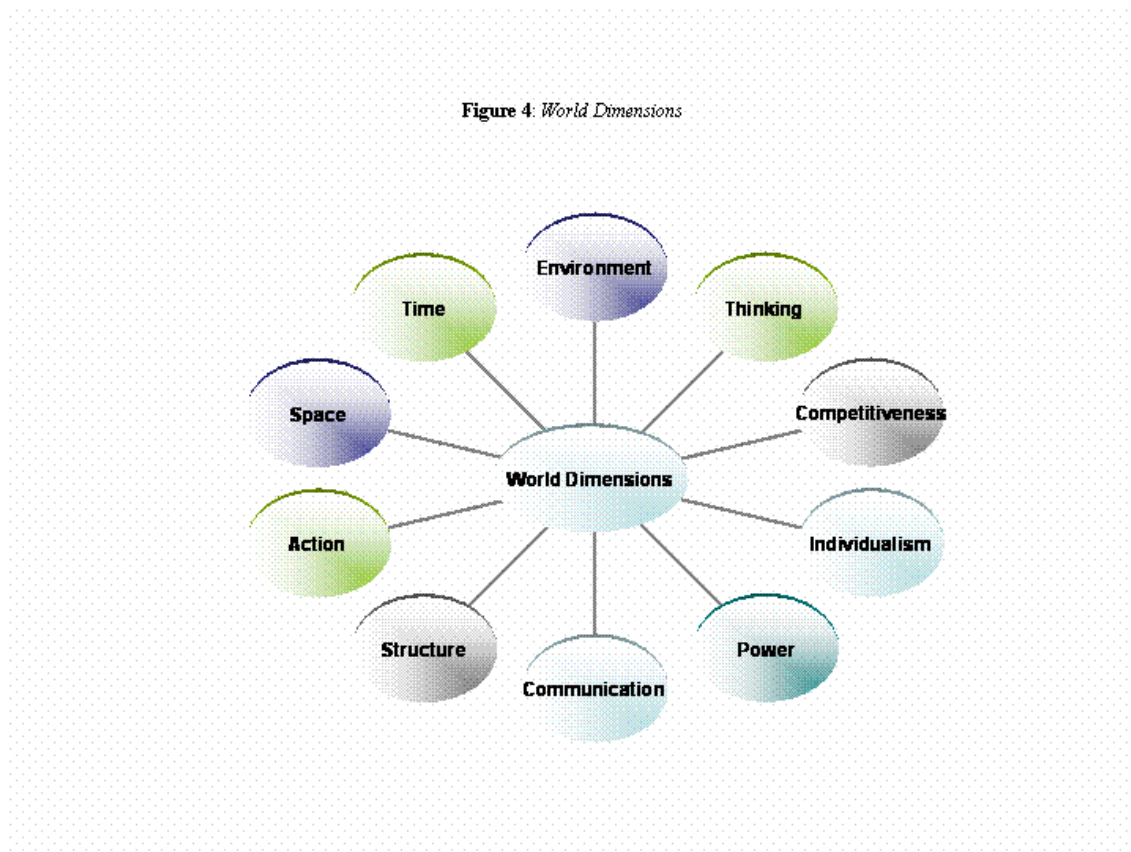 Figure 4: World Dimensions
Environment
Time
Thinking
Space
Competitiveness
World Dimensions
Action
Individualism
Structure
Power
Communication